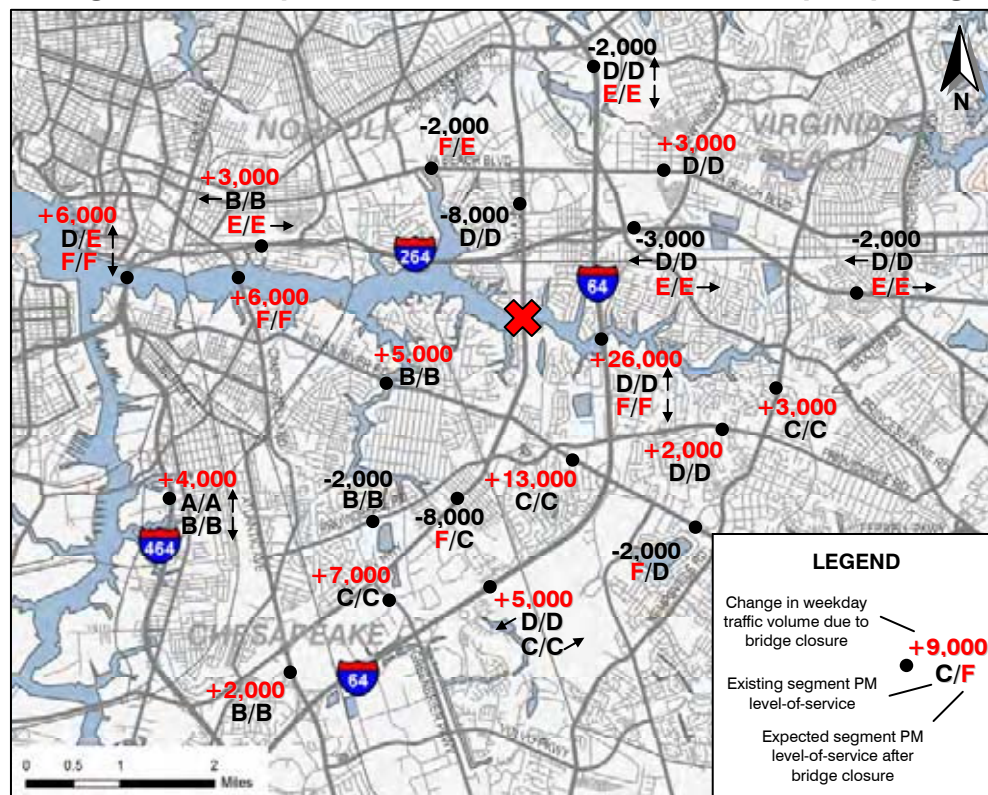 -2,000
D/D
E/E
N
NORFOLK
VIRGINIA
-2,000
F/E
+3,000
D/D
+3,000
B/B
E/E
+6,000
D/E
F/F
-8,000
D/D
264
-3,000
D/D
E/E
-2,000
D/D
E/E
64
+6,000
F/F
+5,000
B/B
+26,000
D/D
F/F
+3,000
C/C
+2,000
D/D
+4,000
A/A
B/B
464
-2,000
B/B
+13,000
C/C
-8,000
F/C
-2,000
F/D
+7,000
C/C
+5,000
D/D
C/C
CHESAPEAKE
64
+2,000
B/B
0 0.5 1 2
Miles
LEGEND
Change in weekday
traffic volume due to
bridge closure
+9,000
C/F
Existing segment PM
level-of-service
Expected segment PM
level-of-service after
bridge closure